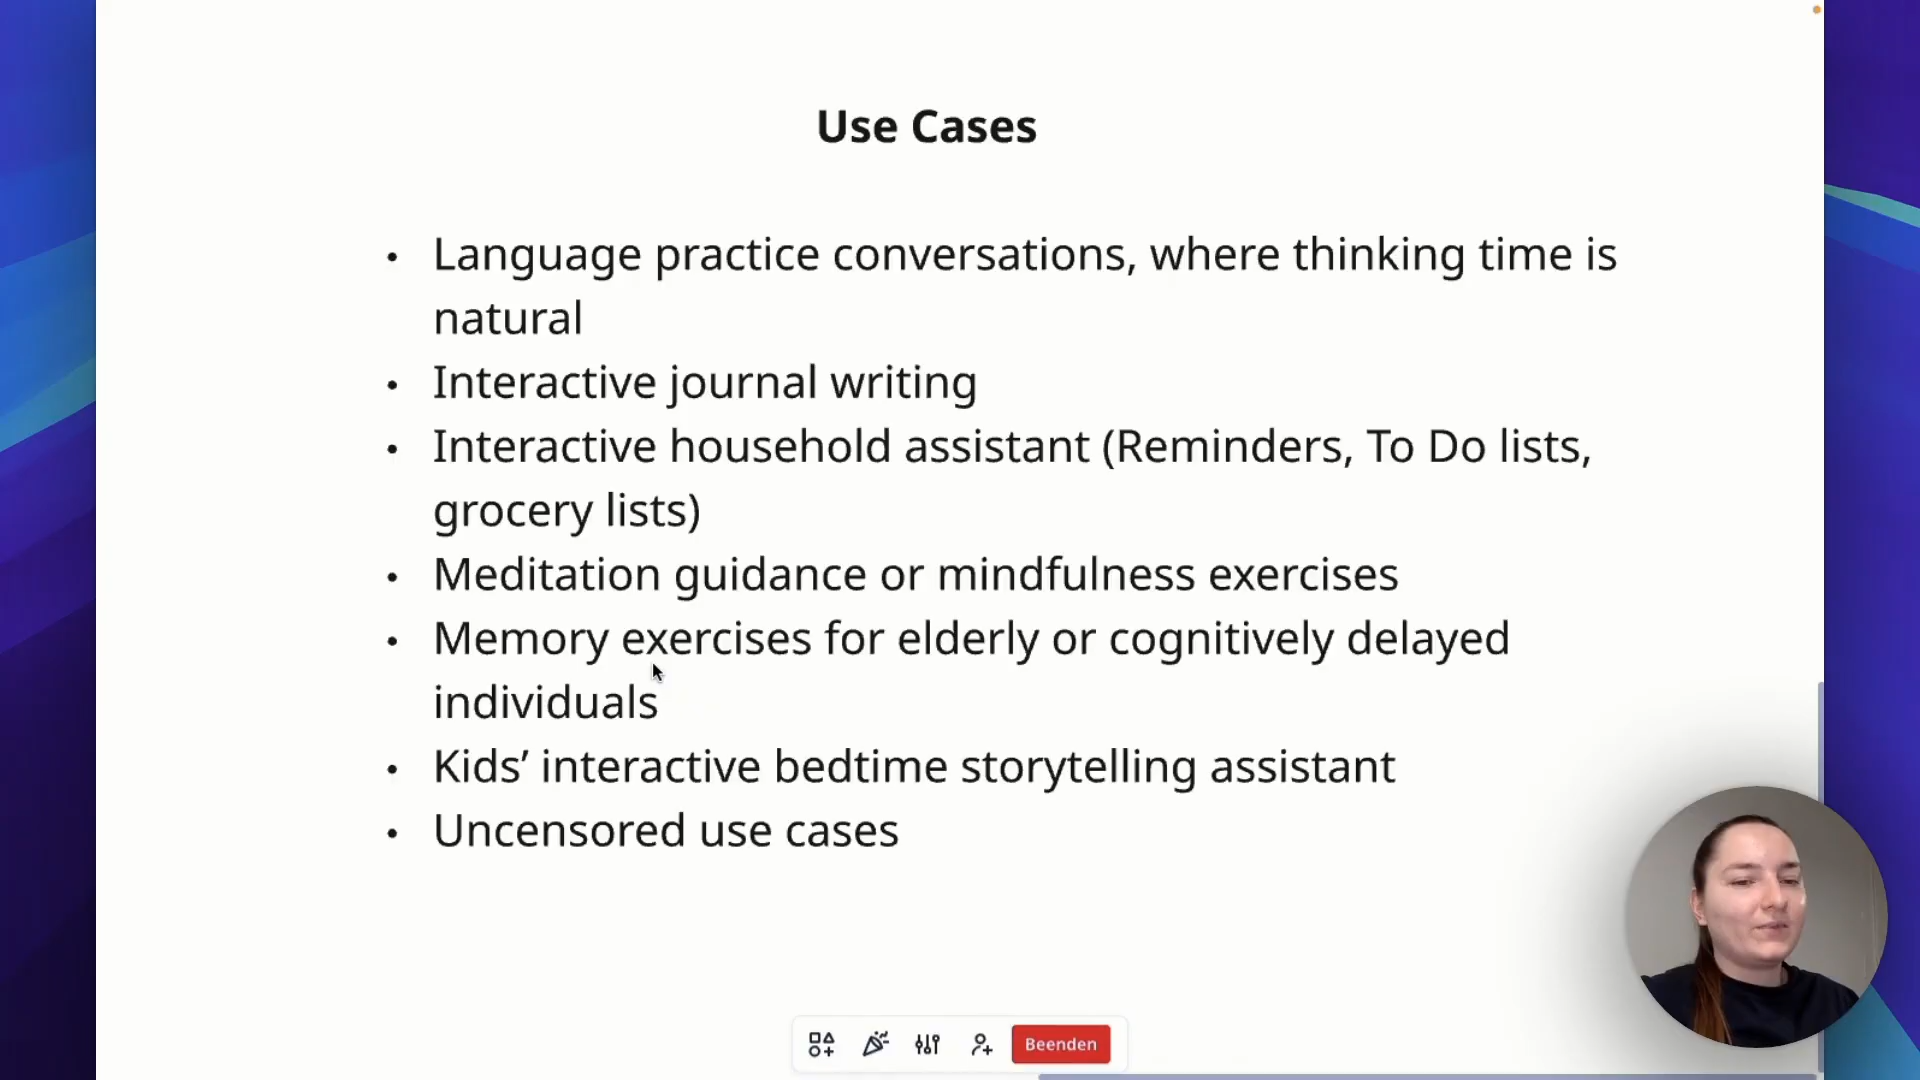 Use Cases
• Language practice conversations, where thinking time is
natural
• Interactive journal writing
• Interactive household assistant (Reminders, To Do lists,
grocery lists)
• Meditation guidance or mindfulness exercises
• Memory exercises for elderly or cognitively delayed
individuals
• Kids’ interactive bedtime storytelling assistant
• Uncensored use cases
Beenden